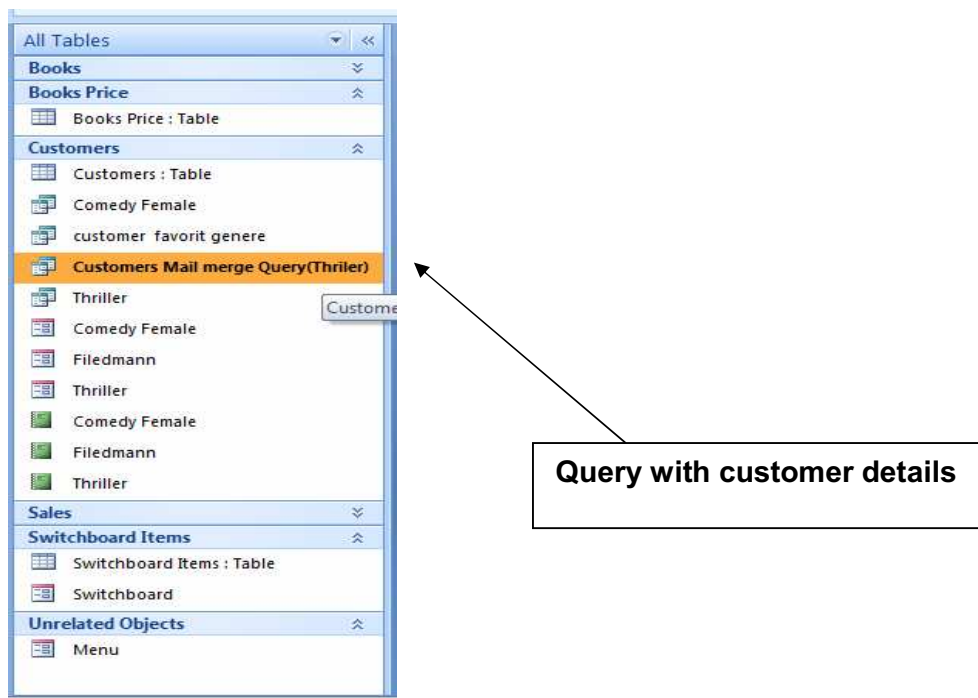 All Tables
Books
Books Price
Books Price : Table
Customers
Customers : Table
Comedy Female
customer favorit genere
Customers Mail merge Query(Thriler)
Thriller
Custome
Comedy Female
Filedmann
Thriller
Comedy Female
Filedmann
Thriller
Sales
Switchboard Items
Switchboard Items : Table
Switchboard
Unrelated Objects
Menu
Query with customer details